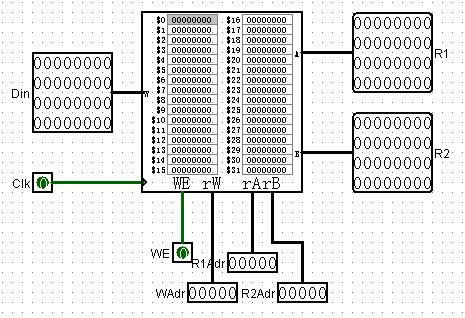 $0 00000000 $16 00000000
$1 00000000 $17 00000000
$2 00000000 $18 00000000
$3 00000000 $19 00000000
$4 00000000 $20 00000000
$5 00000000 $21 00000000
$6 00000000 $22 00000000
$7 00000000 $23 00000000
$8 00000000 $24 00000000
$9 00000000 $25 00000000
$10 00000000 $26 00000000
$11 00000000 $27 00000000
$12 00000000 $28 00000000
$13 00000000 $29 00000000
$14 00000000 $30 00000000
$15 00000000 $31 00000000
WE rW rA rB
W
A
B
Din
00000000
00000000
00000000
00000000
00000000
00000000
00000000
00000000
R1
00000000
00000000
00000000
00000000
R2
Clk 0
WE 0
R1Adr 00000
WAdr 00000
R2Adr 00000